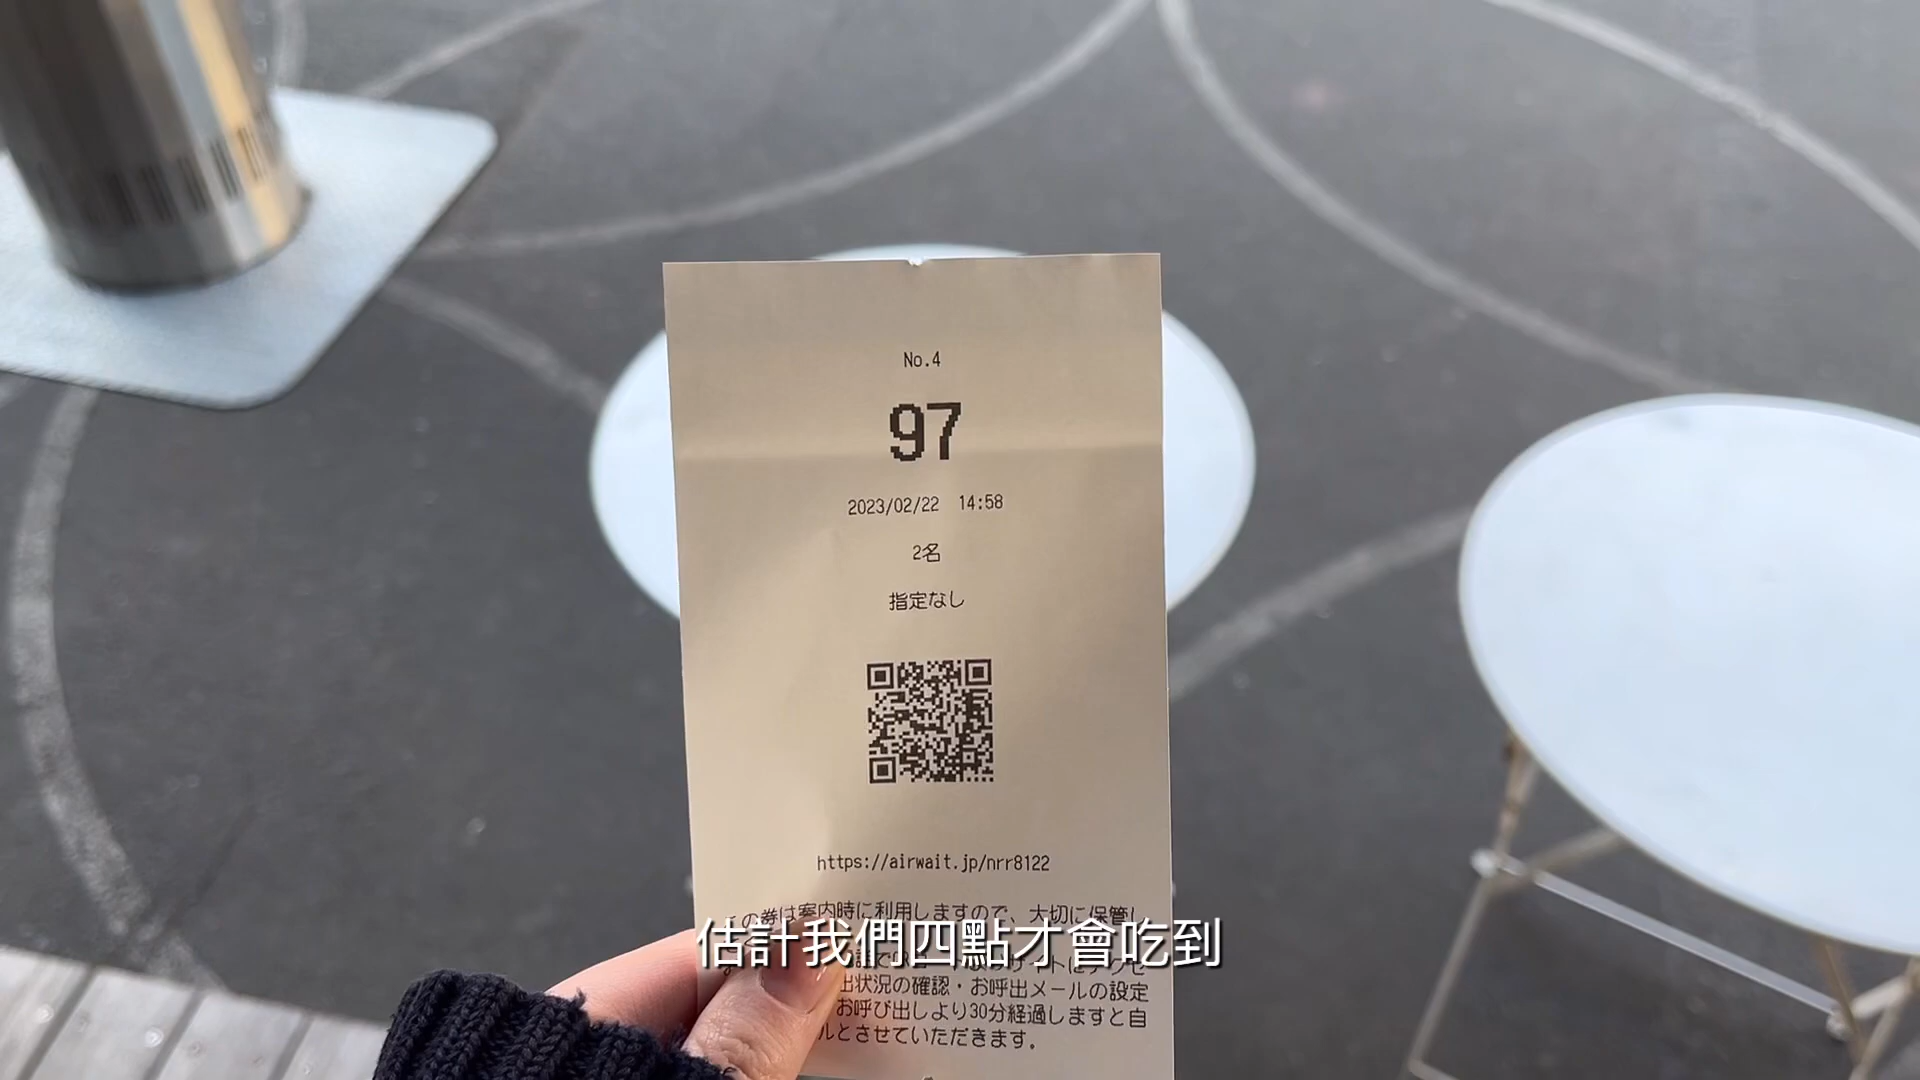 No.4
97
2023/02/22 14:58
2名
指定なし
https://airwait.jp/nrr8122
の券は案内時に利用しますので、大切に保管し
估計我們四點才會吃到
出状況の確認・お呼出メールの設定
お呼び出しより30分経過しますと自
ルとさせていただきます。